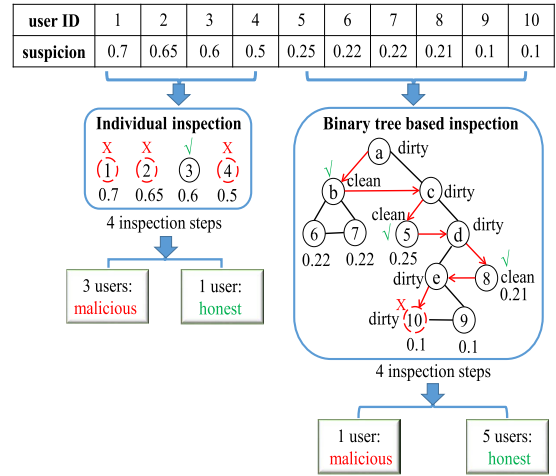 user ID 1 2 3 4 5 6 7 8 9 10
suspicion 0.7 0.65 0.6 0.5 0.25 0.22 0.22 0.21 0.1 0.1
Individual inspection
X X √ X
1 2 3 4
0.7 0.65 0.6 0.5
4 inspection steps
3 users:
malicious
1 user:
honest
Binary tree based inspection
a dirty
√ b clean c dirty
6 7 clean √ 5 d dirty
0.22 0.22 0.25
dirty e √ 8 clean
0.21
X
dirty 10 9
0.1 0.1
4 inspection steps
1 user:
malicious
5 users:
honest